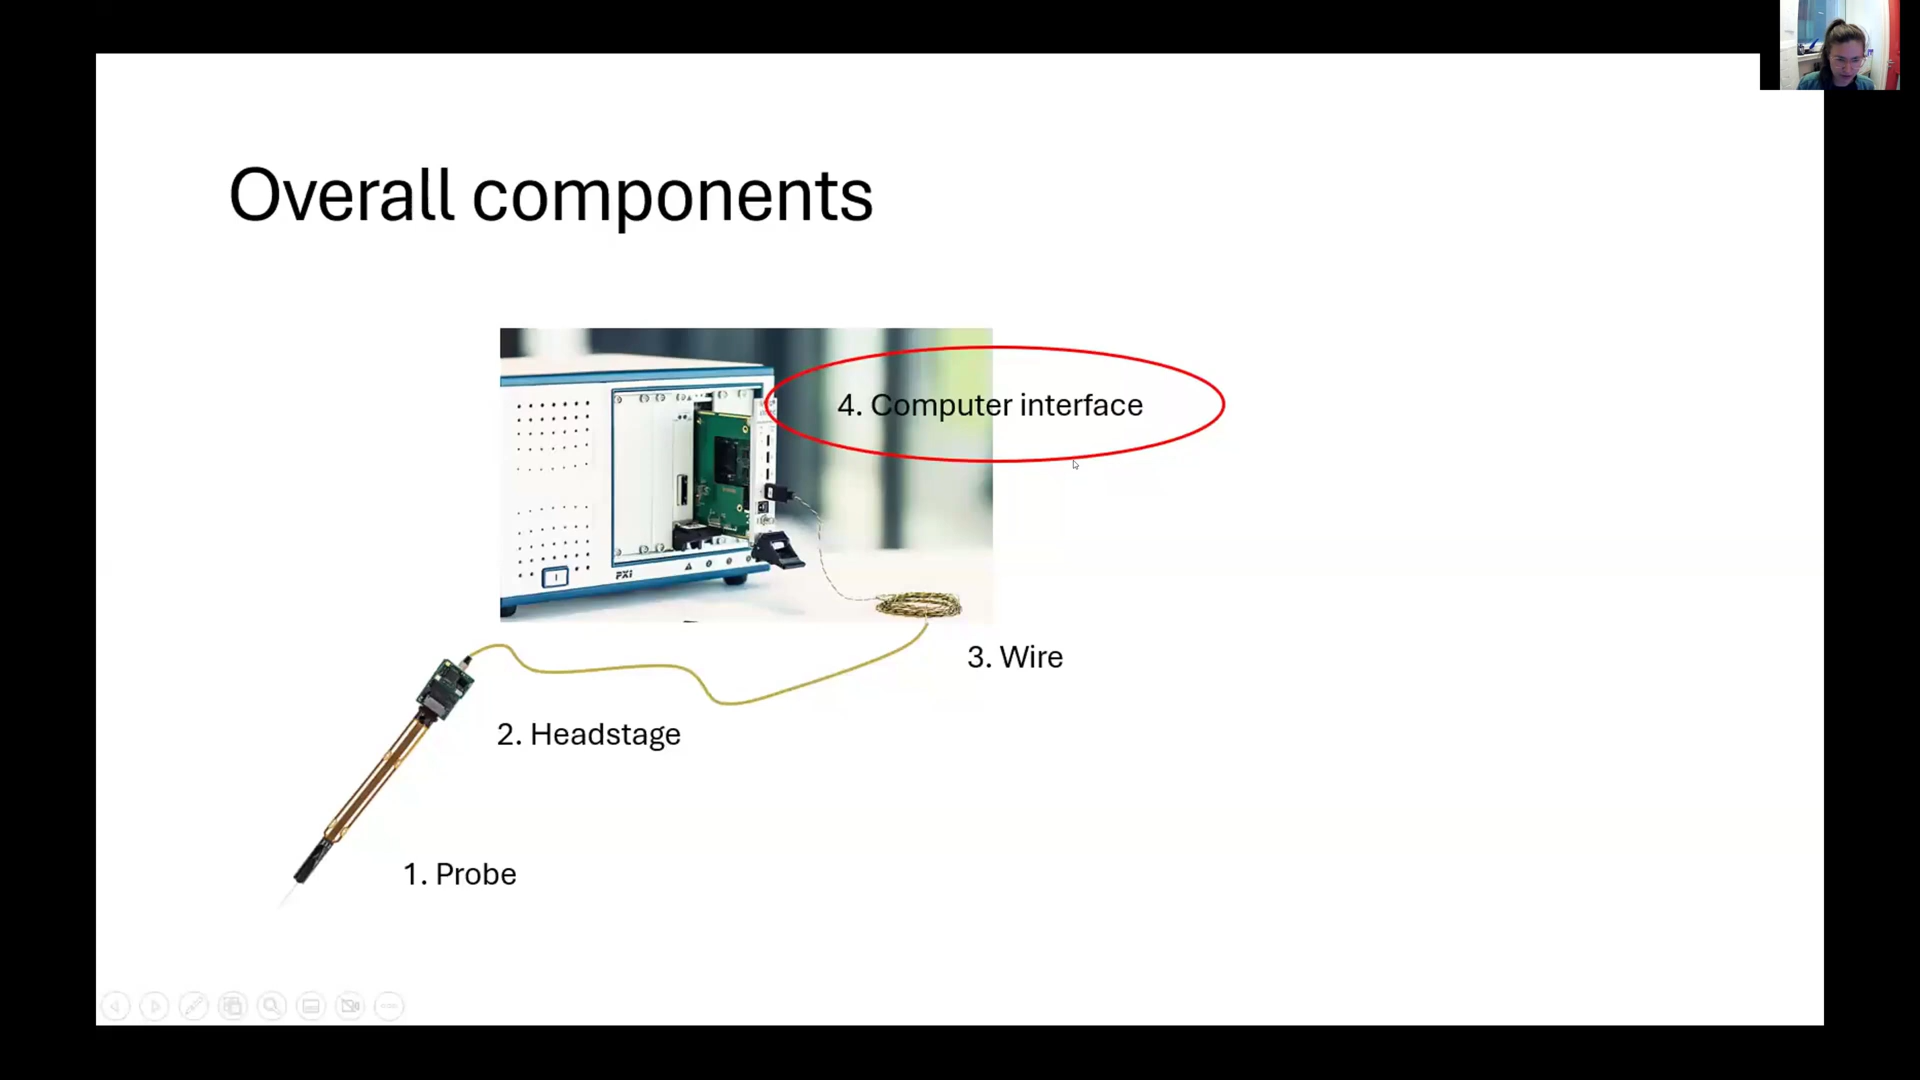 Overall components
4. Computer interface
PXI
3. Wire
2. Headstage
1. Probe